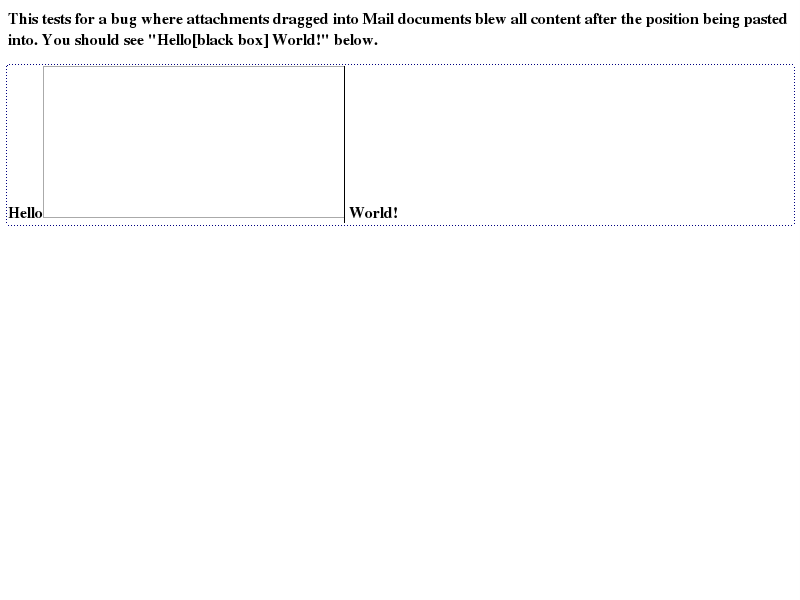 This tests for a bug where attachments dragged into Mail documents blew all content after the position being pasted
into. You should see "Hello[black box] World!" below.
Hello World!